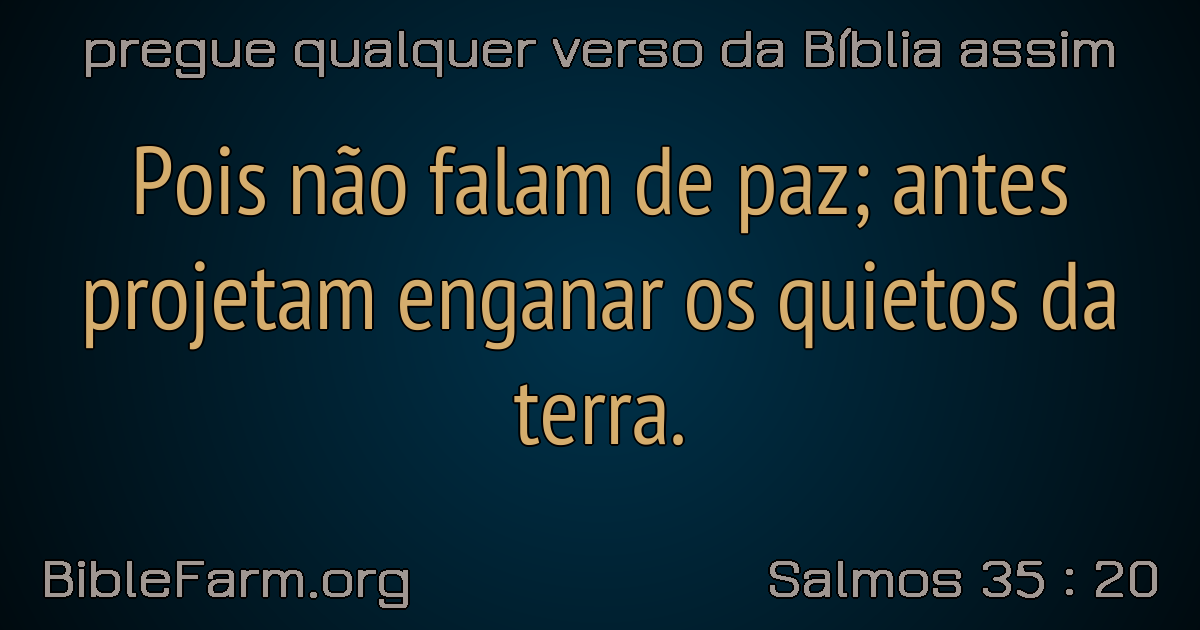 pregue qualquer verso da Bíblia assim
Pois não falam de paz; antes
projetam enganar os quietos da
terra.
BibleFarm.org
Salmos 35 : 20